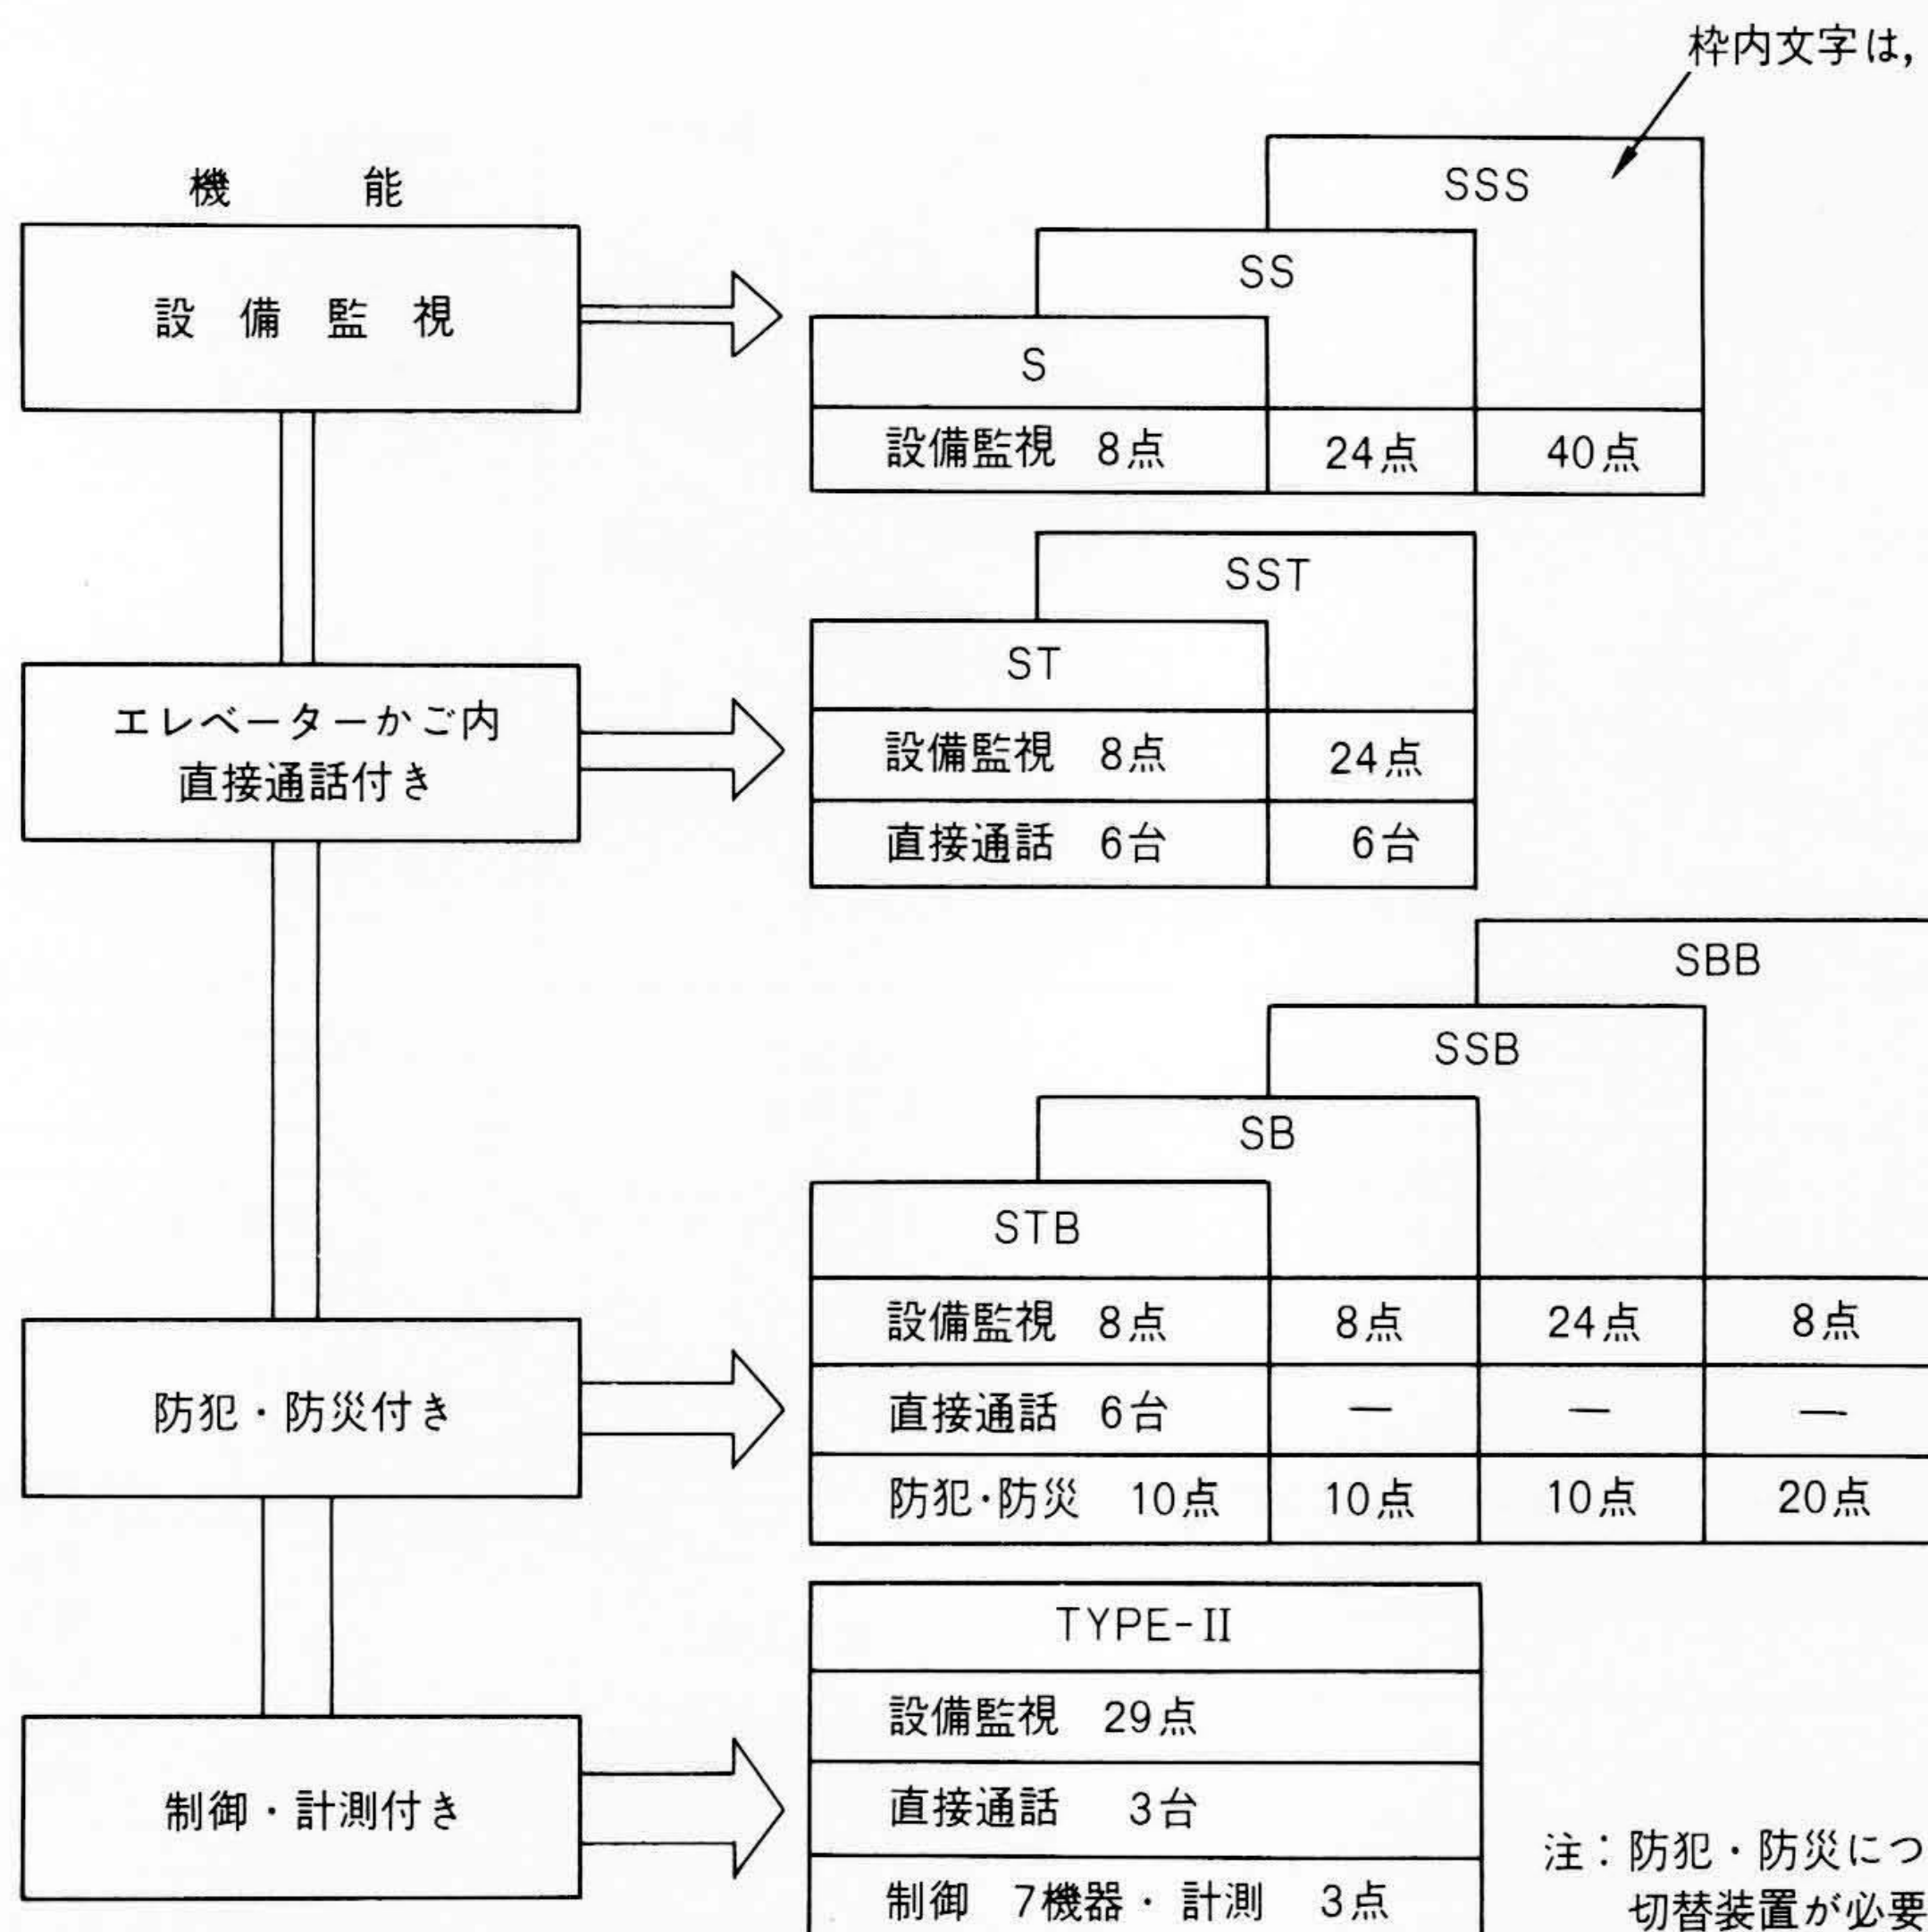 枠内文字は，
機　能
設備監視
SSS
SS
S
設備監視 8点 24点 40点
SST
ST
エレベーターかご内
直接通話付き
設備監視 8点 24点
直接通話 6台 6台
SBB
SSB
SB
STB
設備監視 8点 8点 24点 8点
防犯・防災付き
直接通話 6台 — — —
防犯・防災 10点 10点 10点 20点
TYPE-II
設備監視 29点
制御・計測付き
直接通話 3台
制御 7機器・計測 3点
注：防犯・防災につ
切替装置が必要